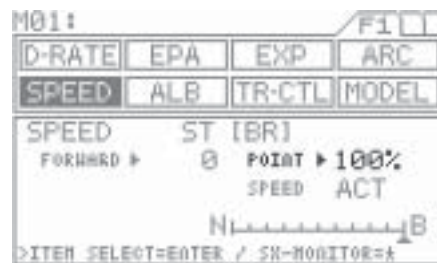 M01: F1
D-RATE EPA EXP ARC
SPEED ALB TR-CTL MODEL
SPEED ST [BR]
FORWARD ▶ 0 POINT ▶ 100%
SPEED ACT
N B
>ITEM SELECT=ENTER / SX-MONITOR=